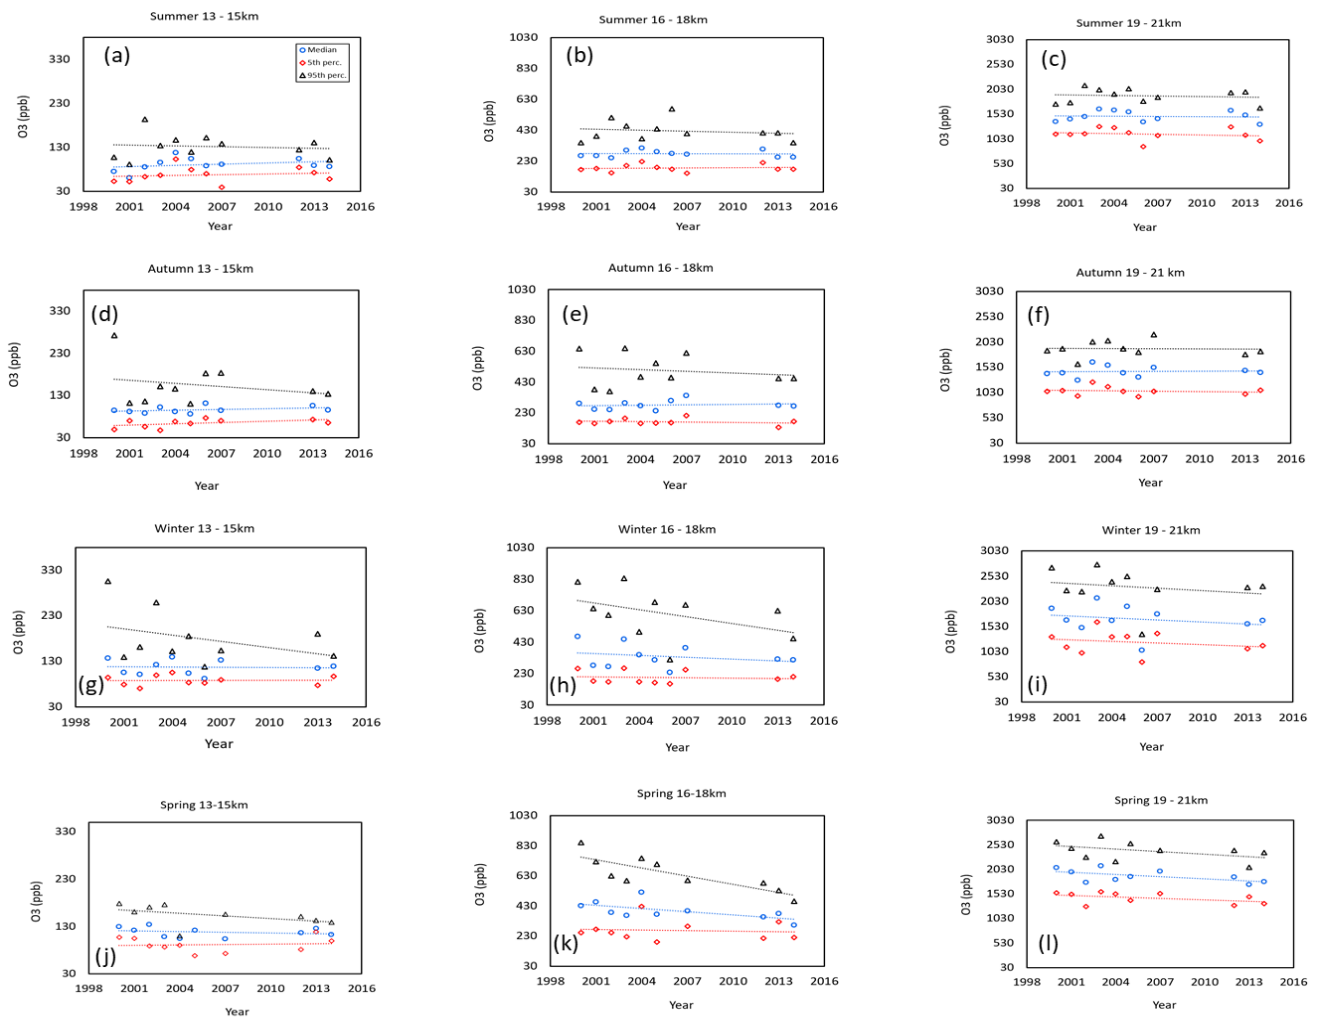 Summer 13 - 15km
(a)
Median
5th perc.
95th perc.
O3 (ppb)
330
230
130
30
1998 2001 2004 2007 2010 2013 2016
Year
Summer 16 - 18km
(b)
O3 (ppb)
1030
830
630
430
230
30
1998 2001 2004 2007 2010 2013 2016
Year
Summer 19 - 21km
(c)
O3 (ppb)
3030
2530
2030
1530
1030
530
30
1998 2001 2004 2007 2010 2013 2016
Year
Autumn 13 - 15km
(d)
O3 (ppb)
330
230
130
30
1998 2001 2004 2007 2010 2013 2016
Year
Autumn 16 - 18km
(e)
O3 (ppb)
1030
830
630
430
230
30
1998 2001 2004 2007 2010 2013 2016
Year
Autumn 19 - 21 km
(f)
O3 (ppb)
3030
2530
2030
1530
1030
530
30
1998 2001 2004 2007 2010 2013 2016
Year
Winter 13 - 15km
(g)
O3 (ppb)
330
230
130
30
1998 2001 2004 2007 2010 2013 2016
Year
Winter 16 - 18km
(h)
O3 (ppb)
1030
830
630
430
230
30
1998 2001 2004 2007 2010 2013 2016
Year
Winter 19 - 21km
(i)
O3 (ppb)
3030
2530
2030
1530
1030
530
30
1998 2001 2004 2007 2010 2013 2016
Year
Spring 13-15km
(j)
O3 (ppb)
330
230
130
30
1998 2001 2004 2007 2010 2013 2016
Year
Spring 16-18km
(k)
O3 (ppb)
1030
830
630
430
230
30
1998 2001 2004 2007 2010 2013 2016
Year
Spring 19 - 21km
(l)
O3 (ppb)
3030
2530
2030
1530
1030
530
30
1998 2001 2004 2007 2010 2013 2016
Year